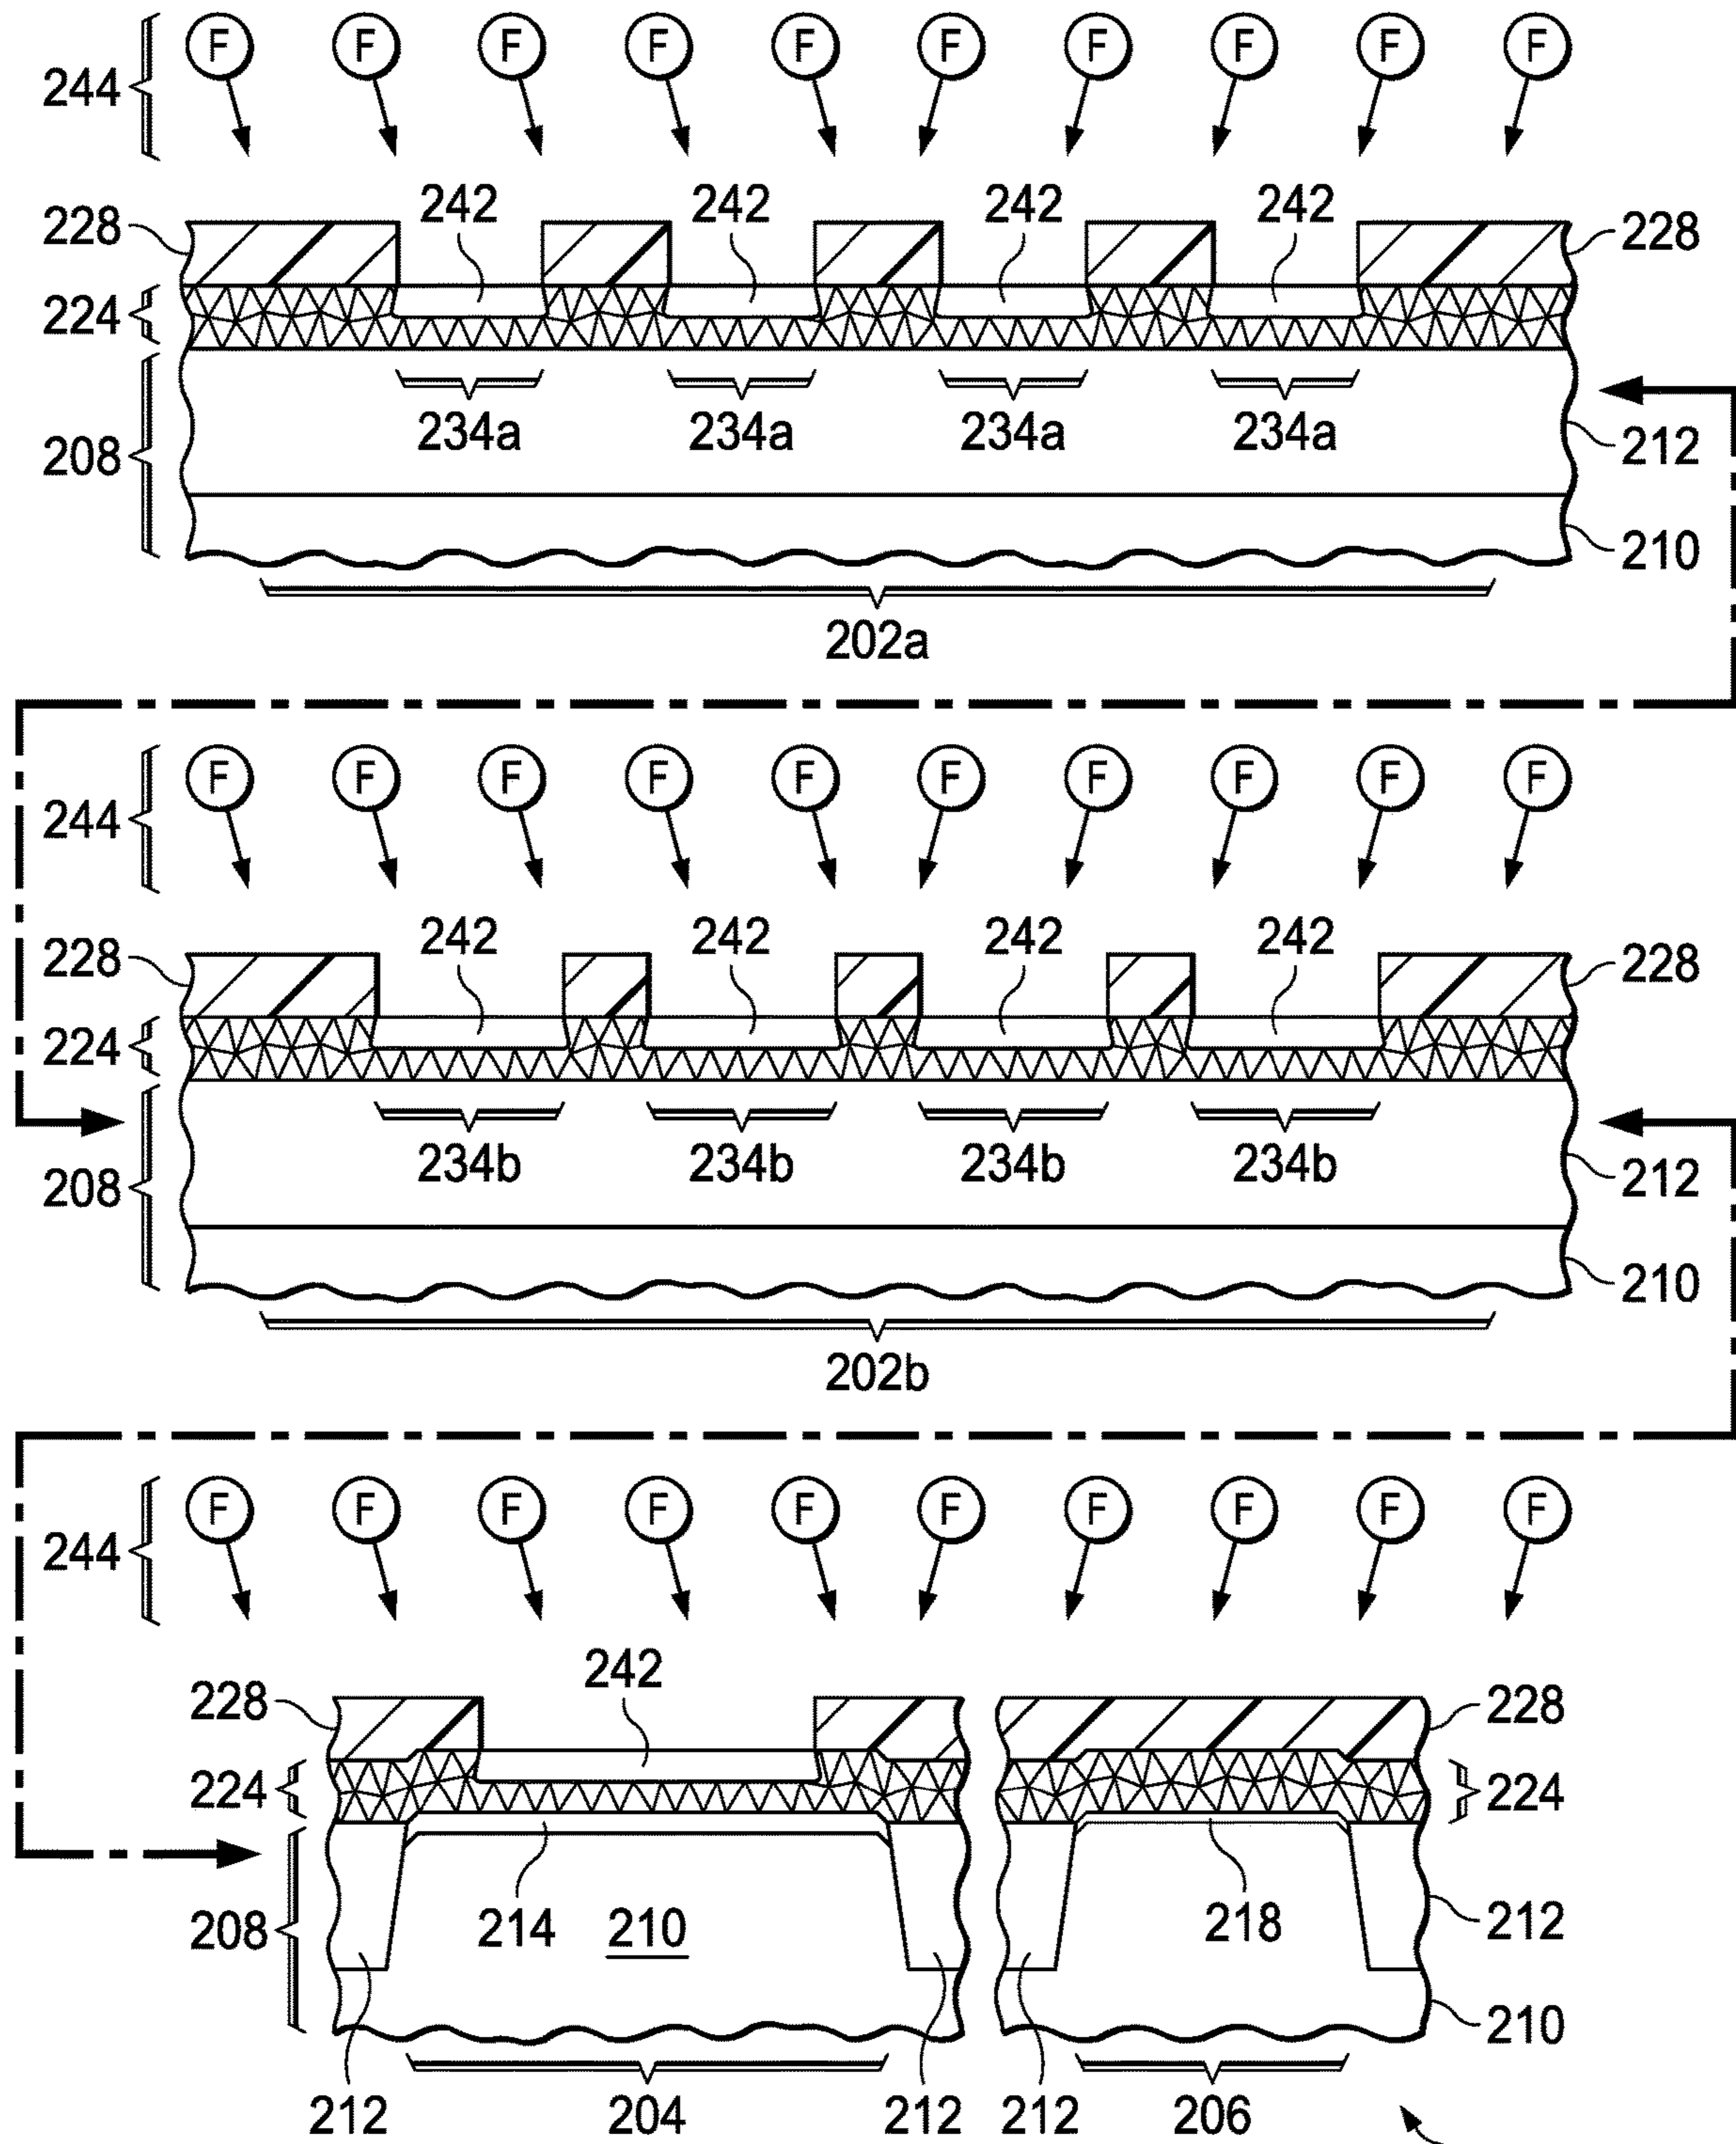 F F F F F F F F F F
244
242 242 242 242
228 228
224
234a 234a 234a 234a
208 212
210
202a
F F F F F F F F F F
244
242 242 242 242
228 228
224
234b 234b 234b 234b
208 212
210
202b
F F F F F F F F F F
244
242
228 228
224 224
208 214 210 218 212
210
212 204 212 212 206